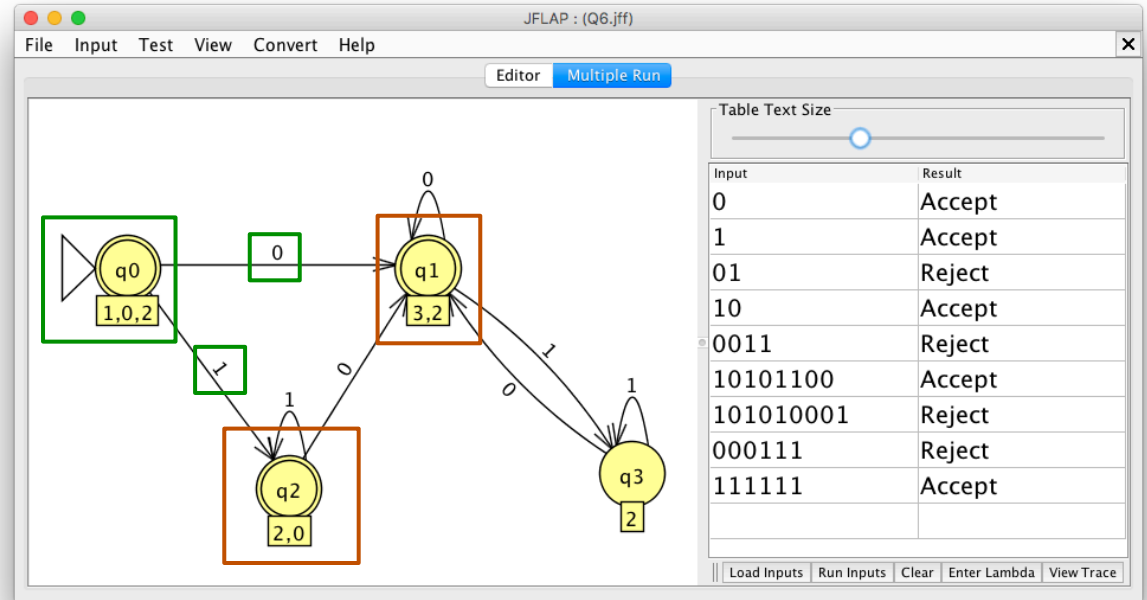 JFLAP : (Q6.jff)
File Input Test View Convert Help
Editor Multiple Run
Table Text Size
Input Result
0 Accept
1 Accept
01 Reject
10 Accept
0011 Reject
10101100 Accept
101010001 Reject
000111 Reject
111111 Accept
0
q0 0 q1
1,0,2 3,2
1 0 1 0
1 1
q2 q3
2,0 2
Load Inputs Run Inputs Clear Enter Lambda View Trace